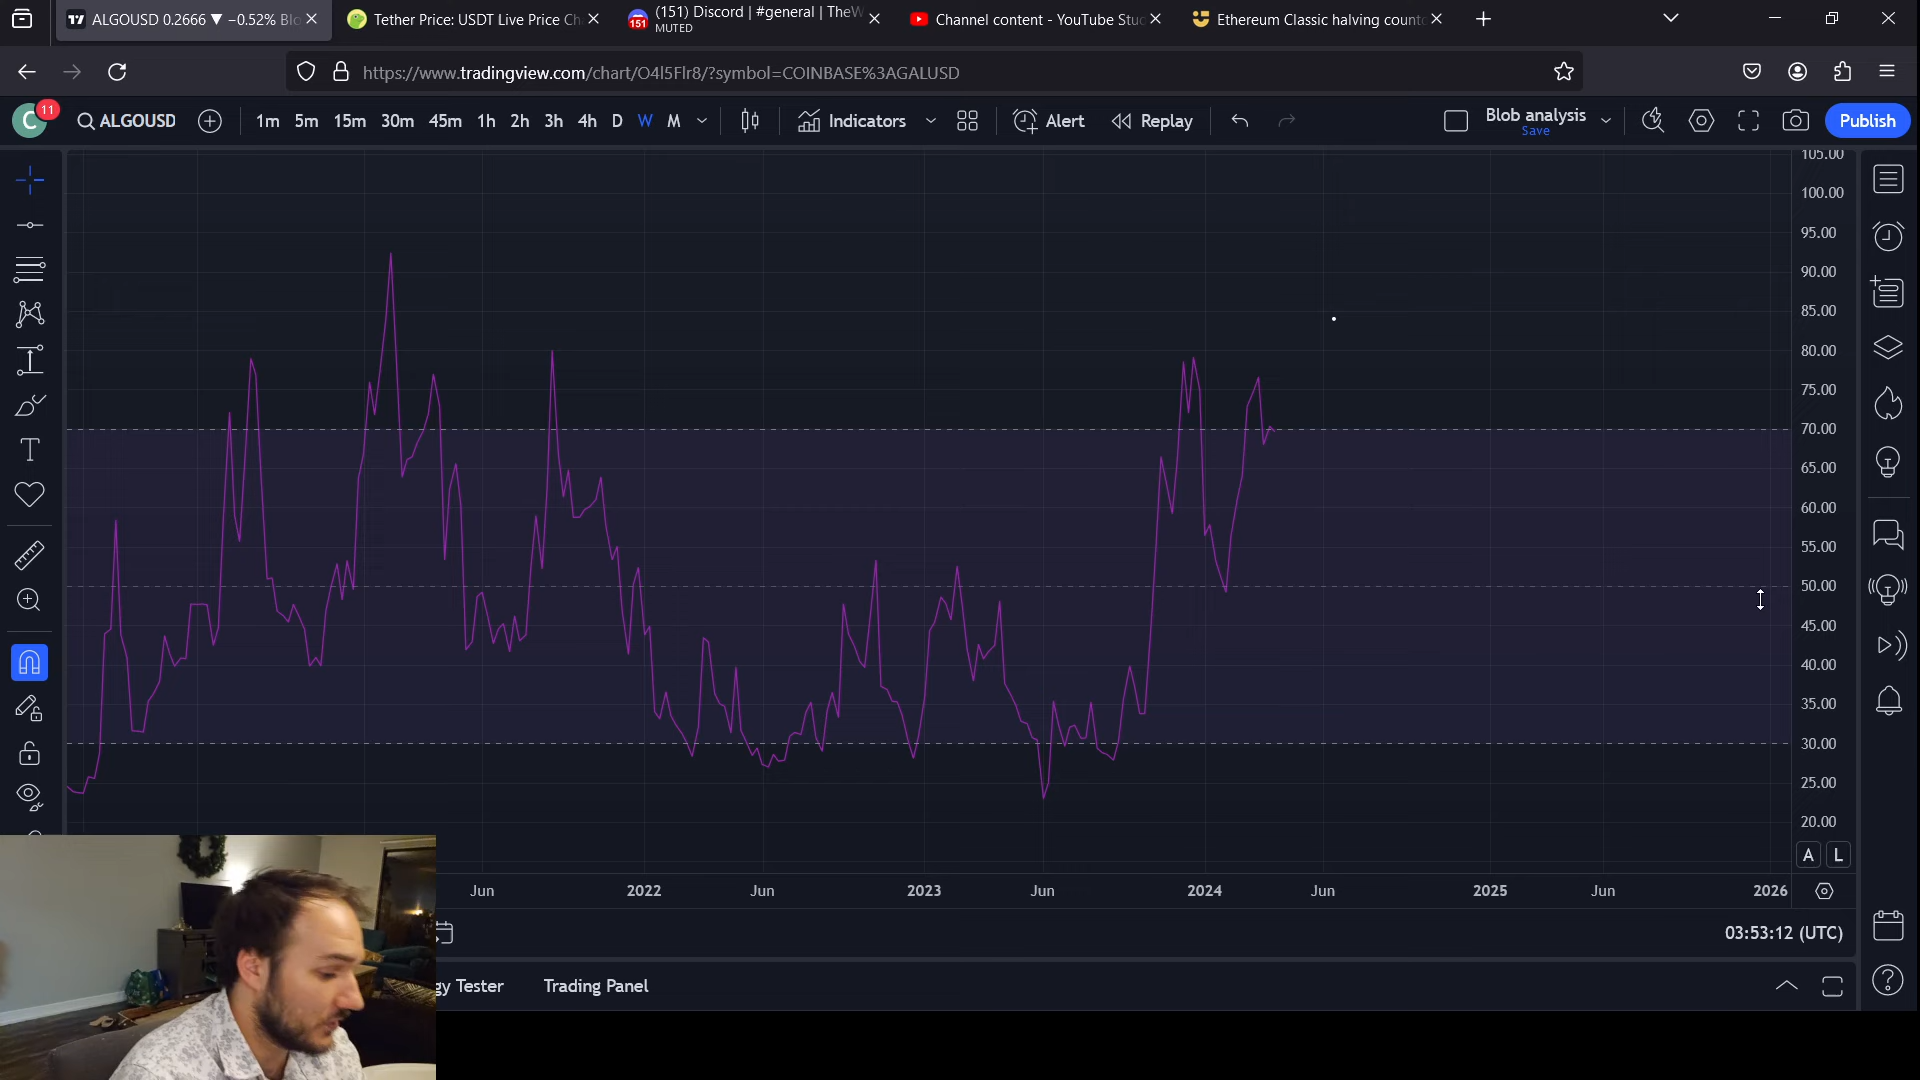 ALGOUSD 0.2666 ▼ −0.52% Blo
Tether Price: USDT Live Price Ch
(151) Discord | #general | TheW
MUTED
151
Channel content - YouTube Stu
Ethereum Classic halving count
https://www.tradingview.com/chart/O4l5Flr8/?symbol=COINBASE%3AGALUSD
C
11
ALGOUSD
1m
5m
15m
30m
45m
1h
2h
3h
4h
D
W
M
Indicators
Alert
Replay
Blob analysis
Save
Publish
105.00
100.00
95.00
90.00
85.00
80.00
75.00
70.00
65.00
60.00
55.00
50.00
45.00
40.00
35.00
30.00
25.00
20.00
A
L
Jun
2022
Jun
2023
Jun
2024
Jun
2025
Jun
2026
03:53:12 (UTC)
gy Tester
Trading Panel